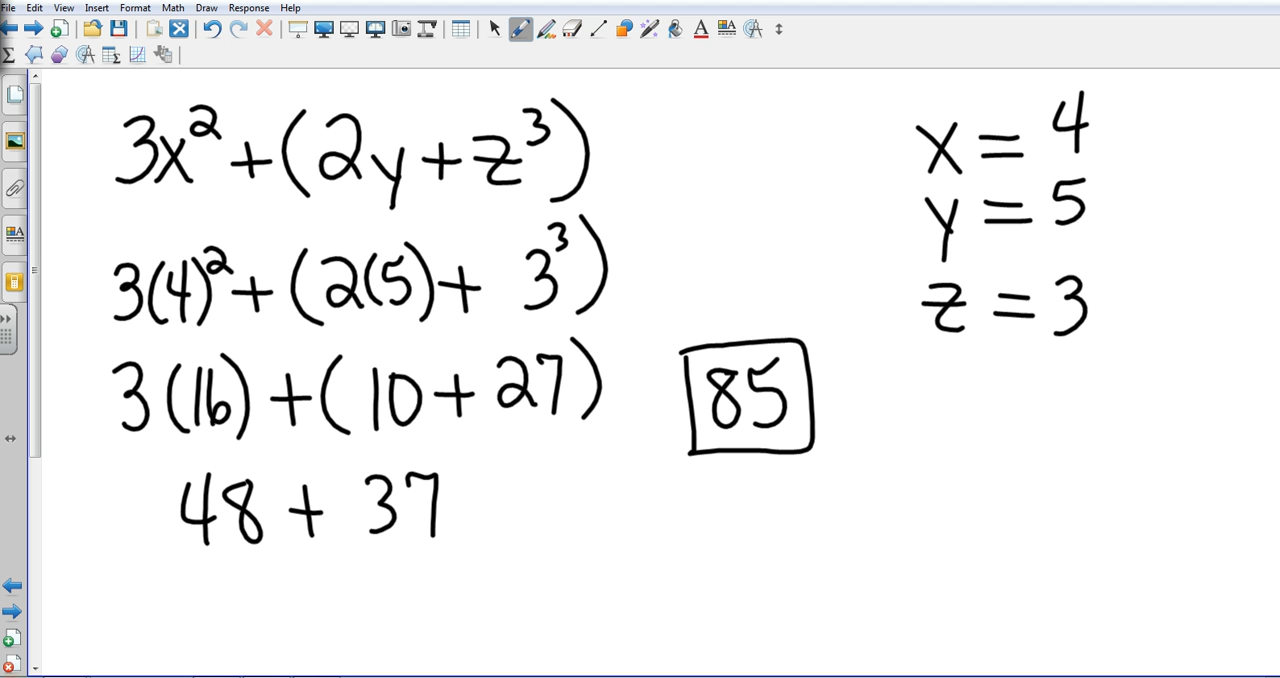 File Edit View Insert Format Math Draw Response Help
3x² + (2y + z³)
x = 4
y = 5
3(4)² + (2(5) + 3³)
z = 3
3(16) + (10 + 27)
85
48 + 37